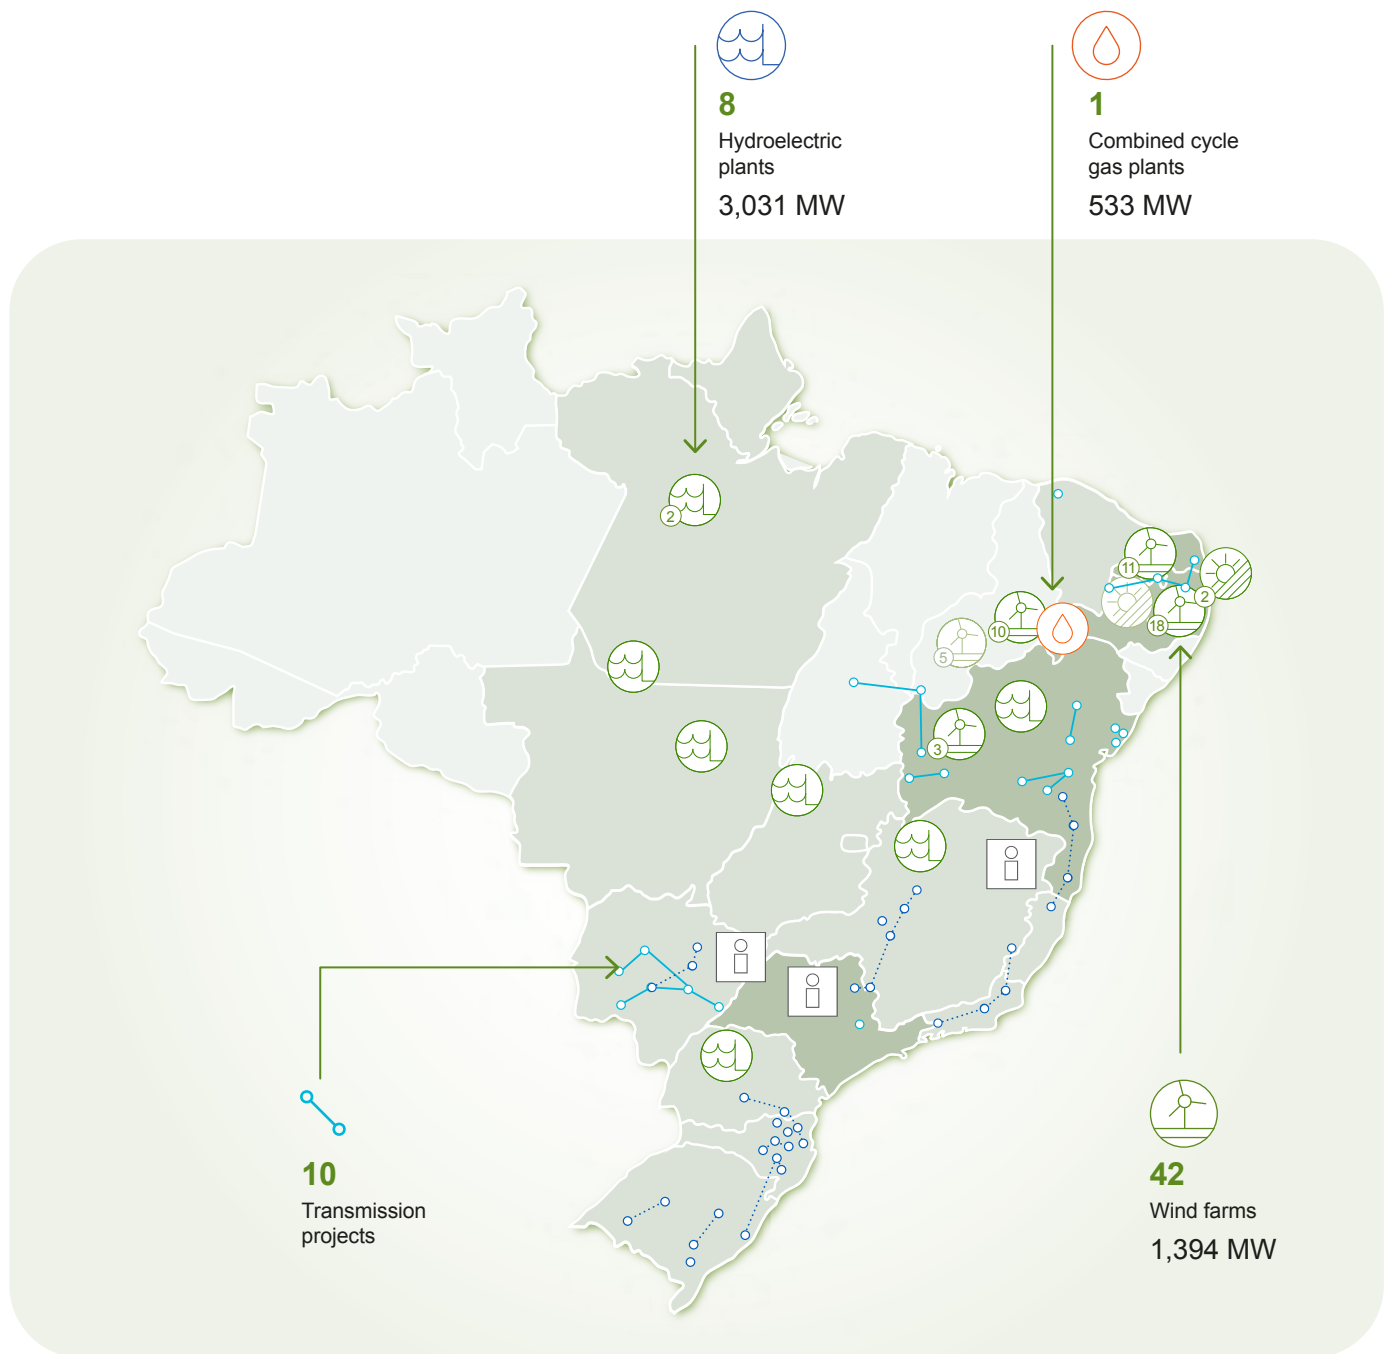 8
Hydroelectric
plants
3,031 MW
1
Combined cycle
gas plants
533 MW
2
11
2
18
10
5
3
10
Transmission
projects
42
Wind farms
1,394 MW